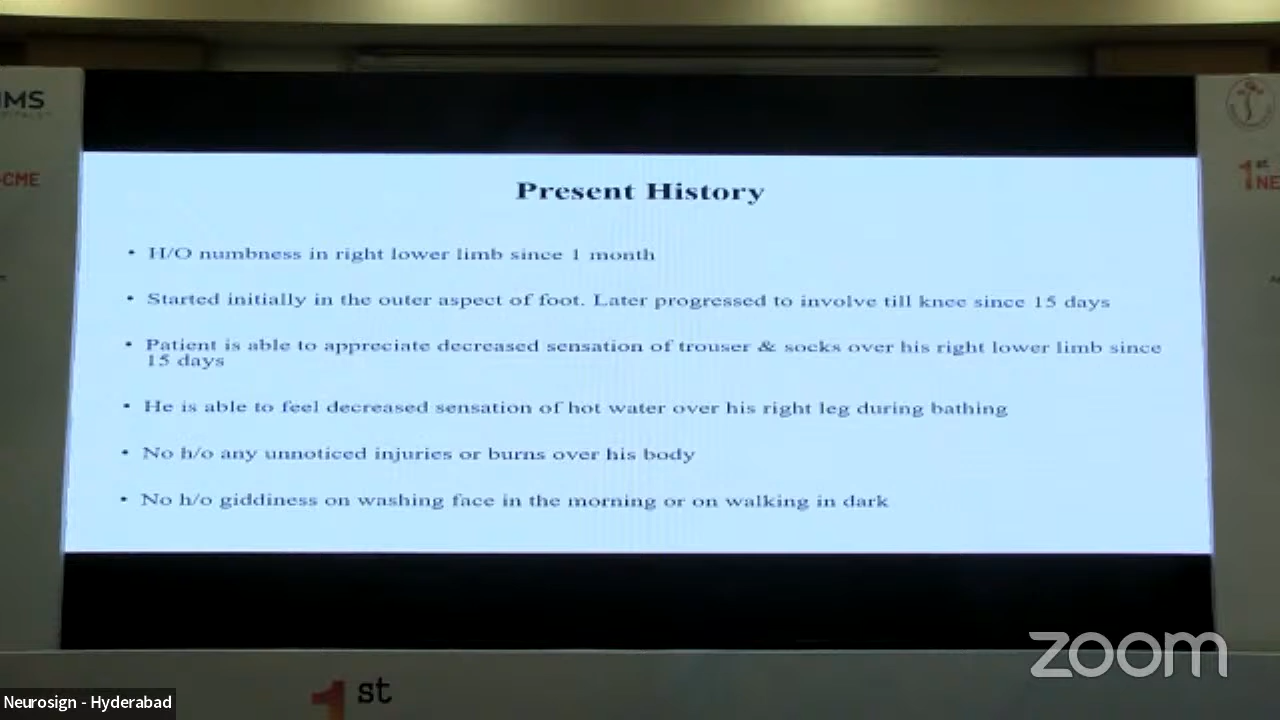 IMS
CME
1st
NE
Present History
• H/O numbness in right lower limb since 1 month
• Started initially in the outer aspect of foot. Later progressed to involve till knee since 15 days
• Patient is able to appreciate decreased sensation of trouser & socks over his right lower limb since
15 days
• He is able to feel decreased sensation of hot water over his right leg during bathing
• No h/o any unnoticed injuries or burns over his body
• No h/o giddiness on washing face in the morning or on walking in dark
zoom
Neurosign - Hyderabad
1st